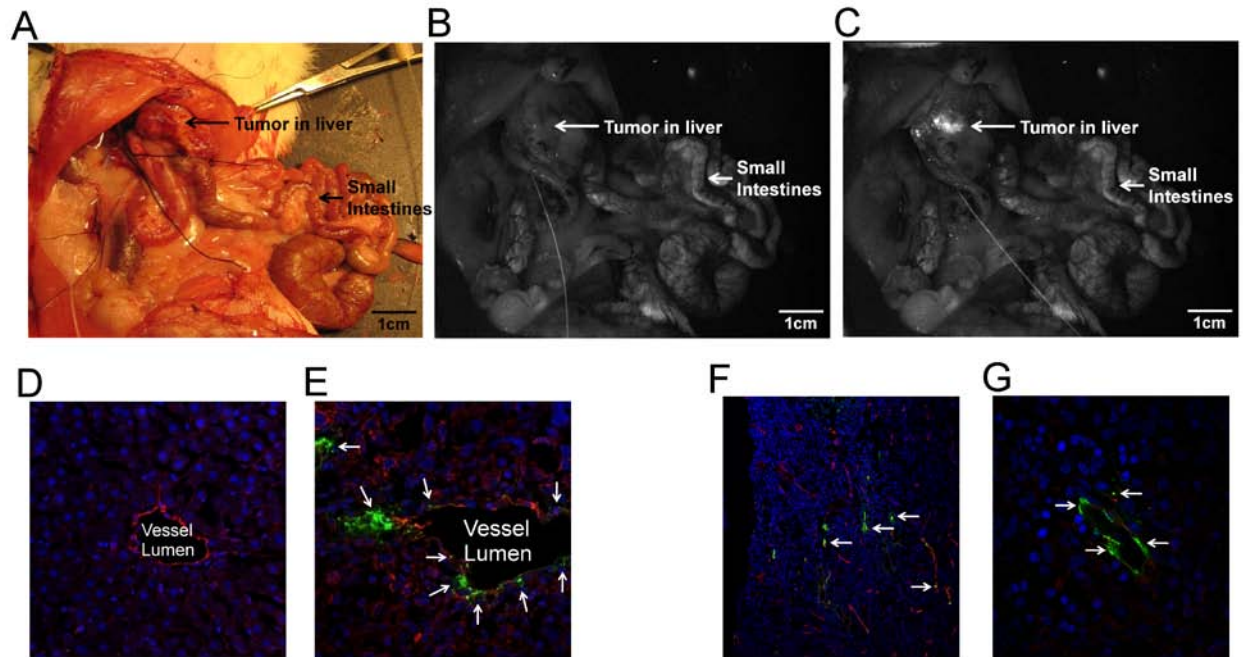 A
Tumor in liver
Small
Intestines
1cm
B
Tumor in liver
Small
Intestines
1cm
C
Tumor in liver
Small
Intestines
1cm
D
Vessel
Lumen
E
Vessel
Lumen
F
G